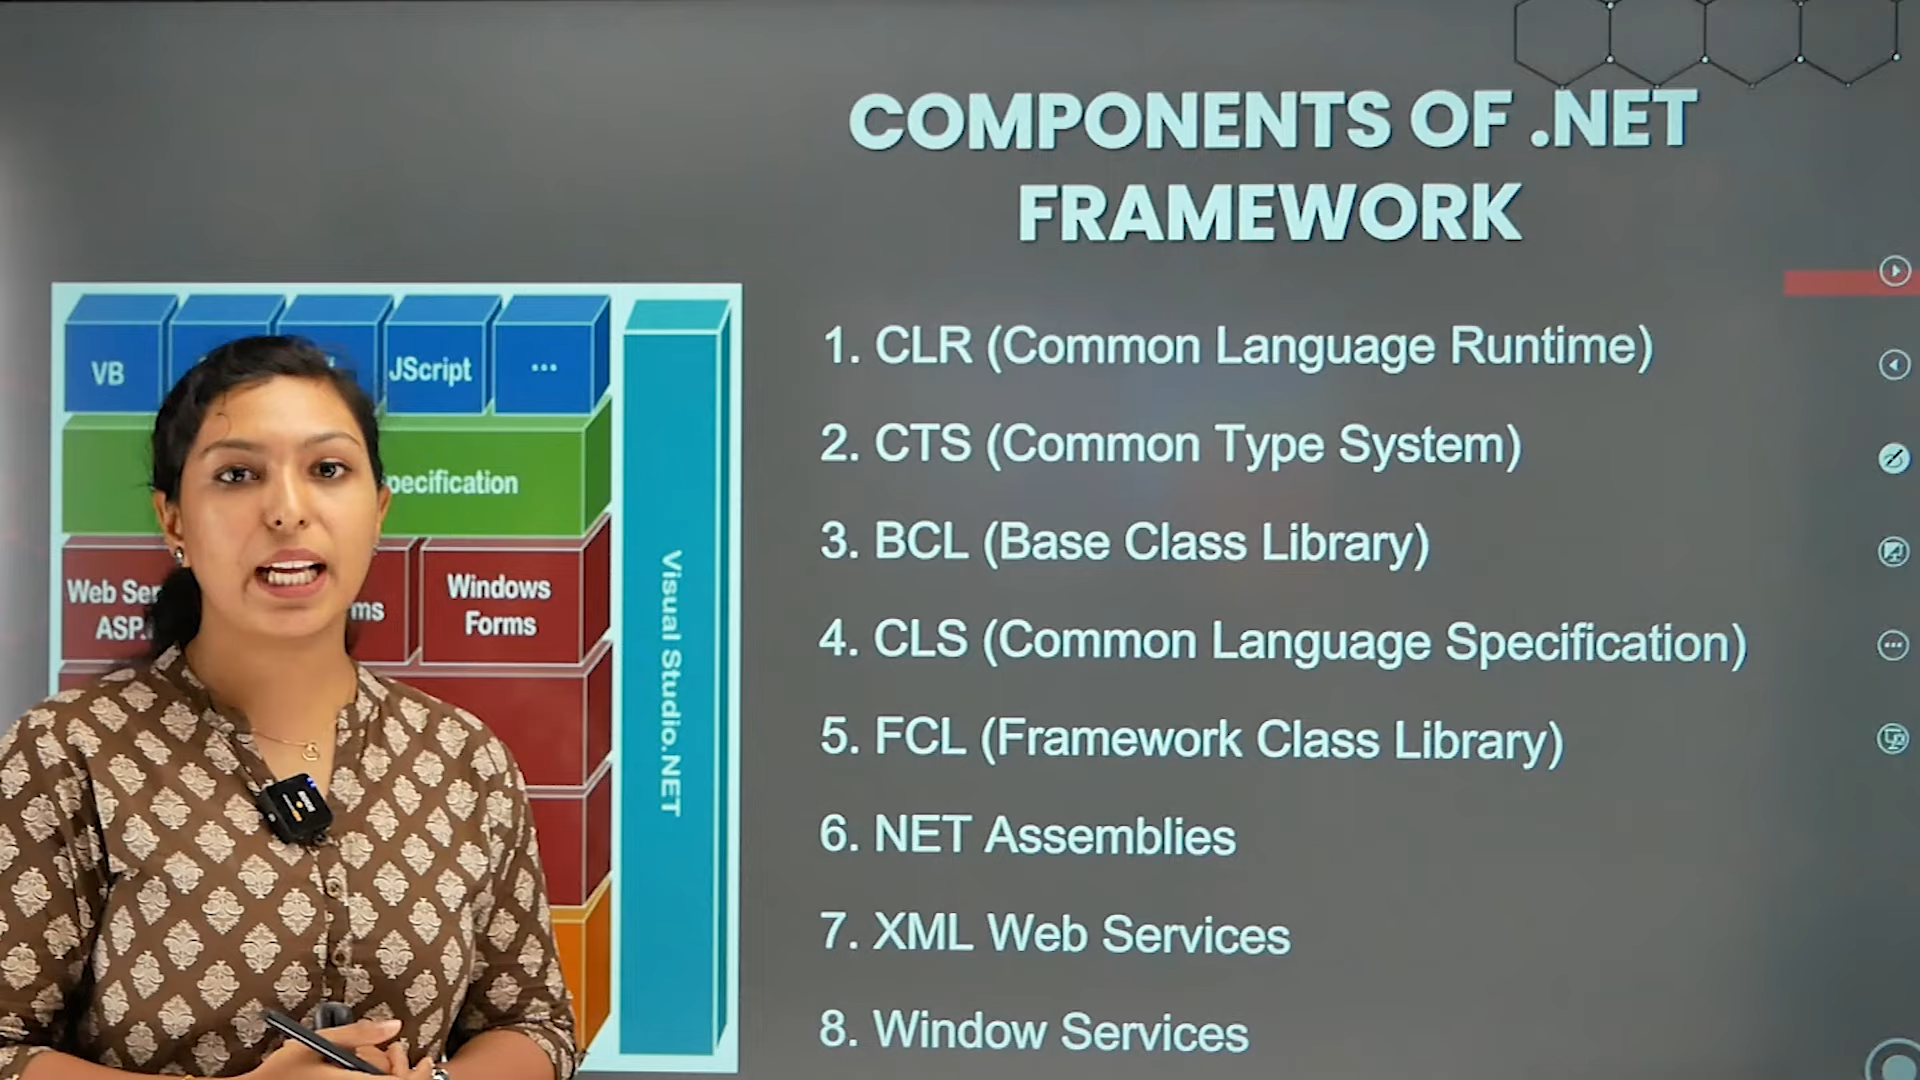 COMPONENTS OF .NET
FRAMEWORK
VB
JScript
...
Windows
Forms
Visual Studio.NET
1. CLR (Common Language Runtime)
2. CTS (Common Type System)
3. BCL (Base Class Library)
4. CLS (Common Language Specification)
5. FCL (Framework Class Library)
6. NET Assemblies
7. XML Web Services
8. Window Services